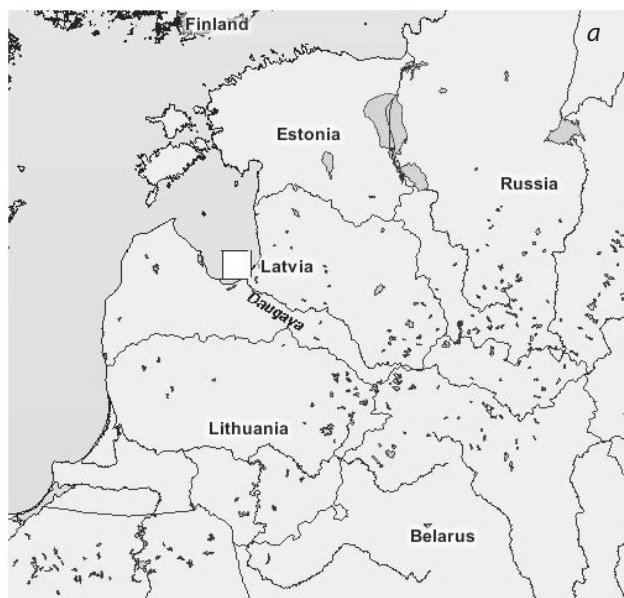 Finland
a
Estonia
Russia
Latvia
Daugava
Lithuania
Belarus